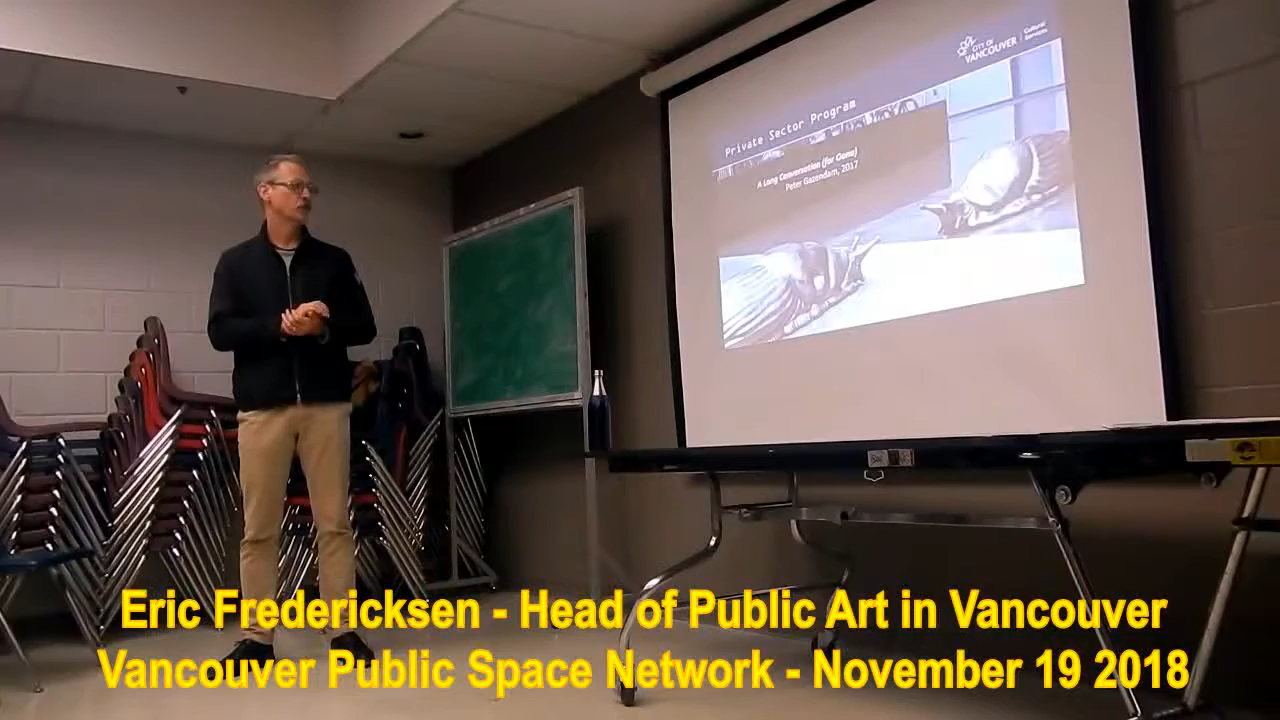 CITY OF
VANCOUVER
Cultural
Services
Private Sector Program
A Long Conversation (for Oona)
Peter Gazendam, 2017
Eric Fredericksen - Head of Public Art in Vancouver
Vancouver Public Space Network - November 19 2018